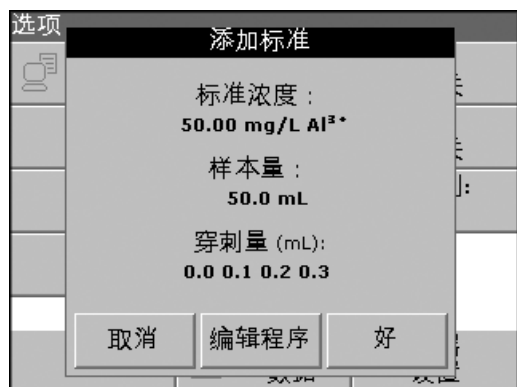 选项
添加标准
标准浓度：
50.00 mg/L Al³⁺
样本量：
50.0 mL
穿刺量 (mL):
0.0 0.1 0.2 0.3
取消
编辑程序
好